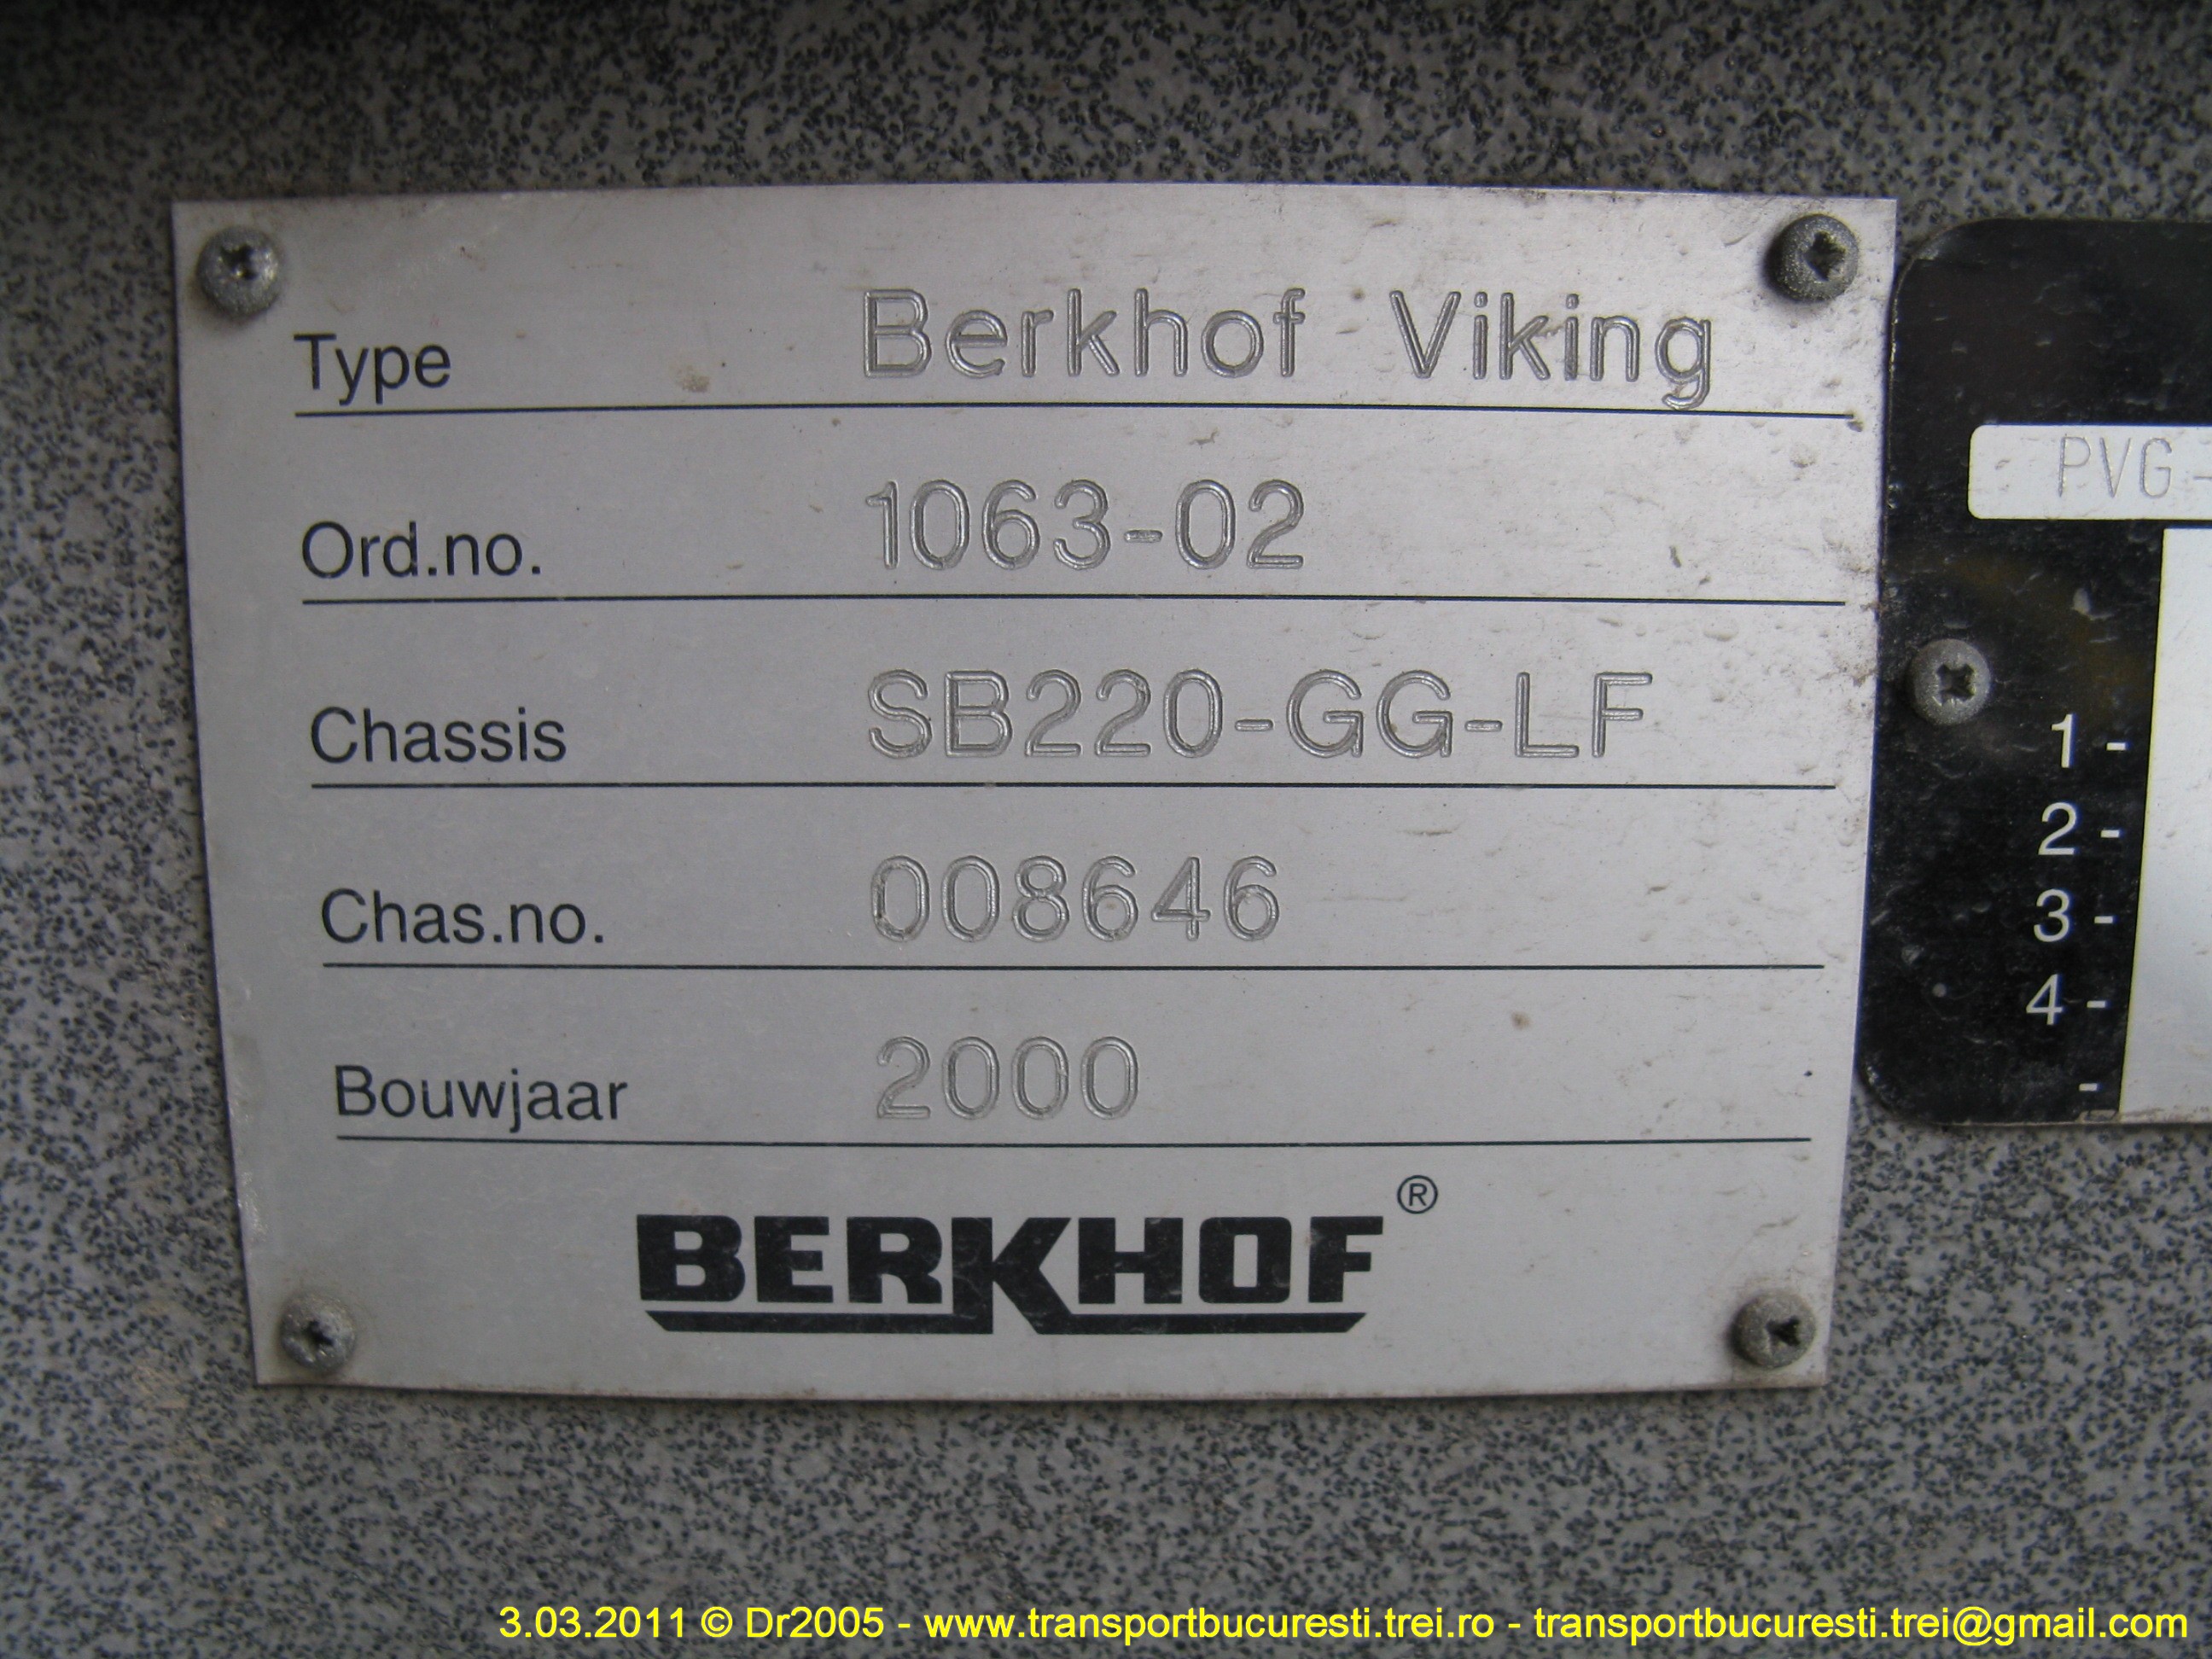 Type Berkhof Viking
Ord.no. 1063-02
Chassis SB220-GG-LF
Chas.no. 008646
Bouwjaar 2000
BERKHOF®
PVG-
1-
2-
3-
4-
-
3.03.2011 © Dr2005 - www.transportbucuresti.trei.ro - transportbucuresti.trei@gmail.com